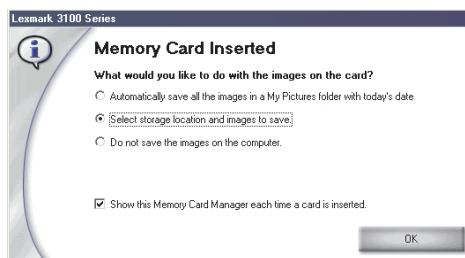 Lexmark 3100 Series
Memory Card Inserted
What would you like to do with the images on the card?
Automatically save all the images in a My Pictures folder with today's date
Select storage location and images to save.
Do not save the images on the computer.
Show this Memory Card Manager each time a card is inserted.
OK